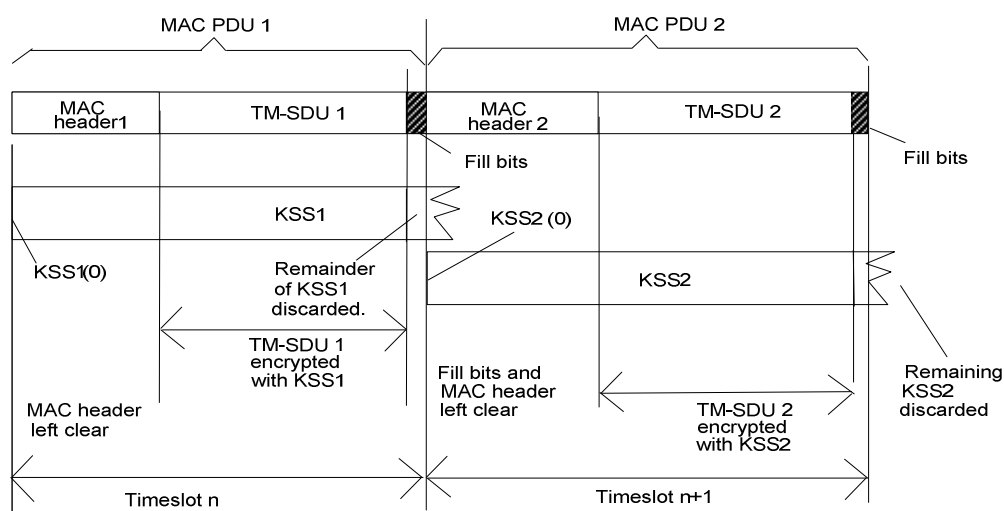 MAC PDU 1
MAC PDU 2
MAC
header1
TM-SDU 1
MAC
header 2
TM-SDU 2
Fill bits
Fill bits
KSS1
KSS2 (0)
KSS1(0)
Remainder
of KSS1
discarded.
KSS2
TM-SDU 1
encrypted
with KSS1
Fill bits and
MAC header
left clear
Remaining
KSS2
discarded
MAC header
left clear
TM-SDU 2
encrypted
with KSS2
Timeslot n
Timeslot n+1